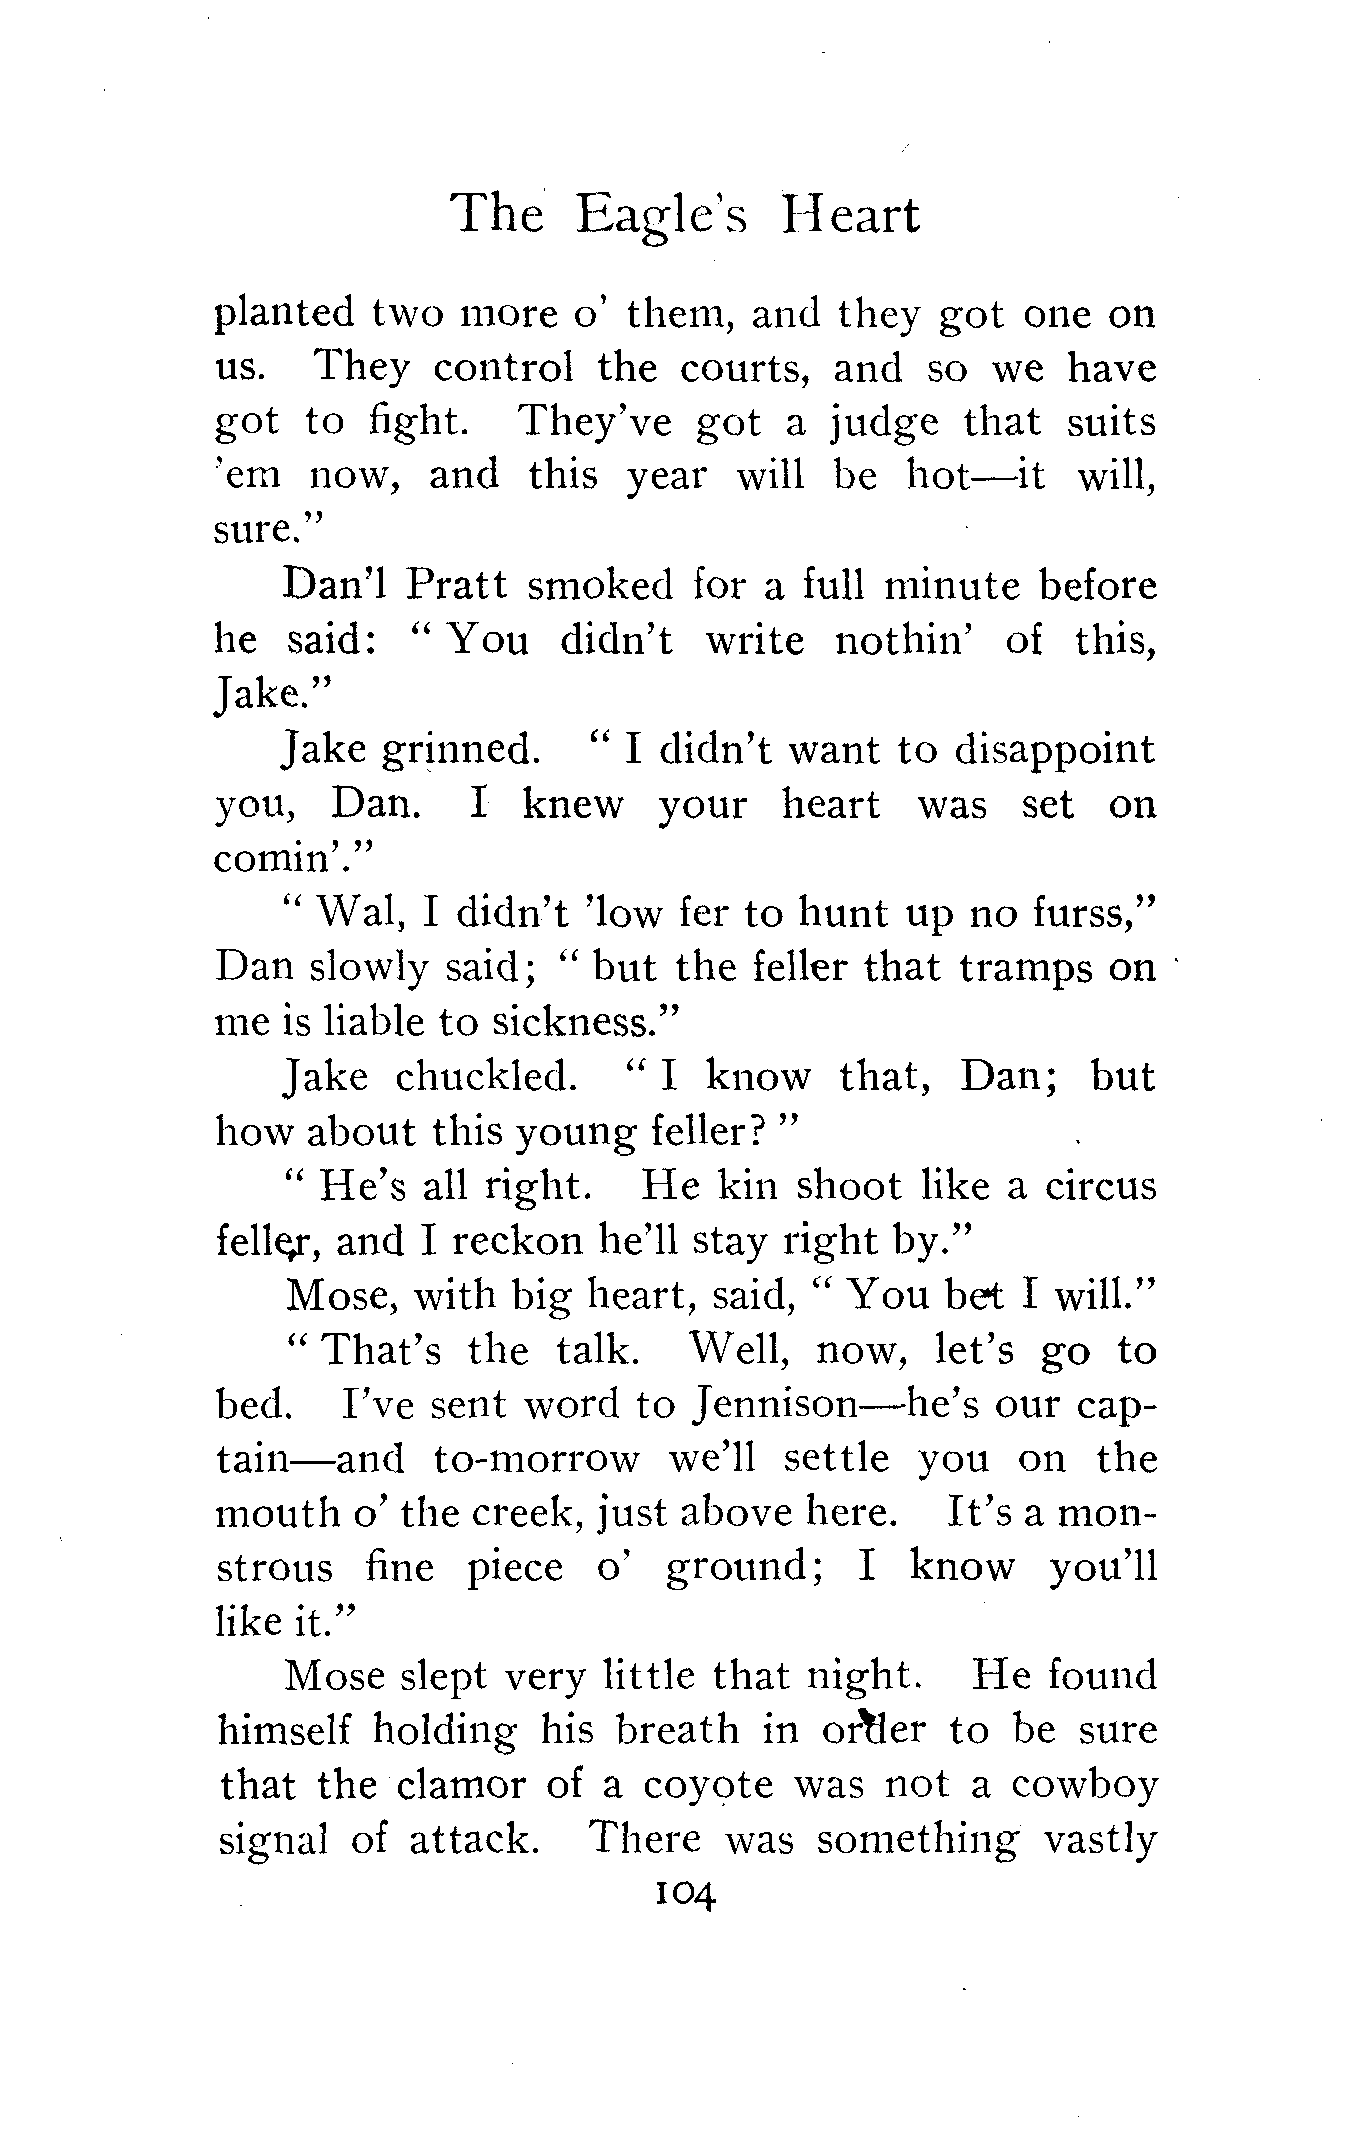 The Eagle's Heart
planted two more o' them, and they got one on
us. They control the courts, and so we have
got to fight. They've got a judge that suits
'em now, and this year will be hot—it will,
sure."
Dan'l Pratt smoked for a full minute before
he said: " You didn't write nothin' of this,
Jake."
Jake grinned. " I didn't want to disappoint
you, Dan. I knew your heart was set on
comin'."
" Wal, I didn't 'low fer to hunt up no furss,"
Dan slowly said; " but the feller that tramps on
me is liable to sickness."
Jake chuckled. " I know that, Dan; but
how about this young feller? "
" He's all right. He kin shoot like a circus
feller, and I reckon he'll stay right by."
Mose, with big heart, said, " You bet I will."
" That's the talk. Well, now, let's go to
bed. I've sent word to Jennison—he's our cap-
tain—and to-morrow we'll settle you on the
mouth o' the creek, just above here. It's a mon-
strous fine piece o' ground; I know you'll
like it."
Mose slept very little that night. He found
himself holding his breath in order to be sure
that the clamor of a coyote was not a cowboy
signal of attack. There was something vastly
104